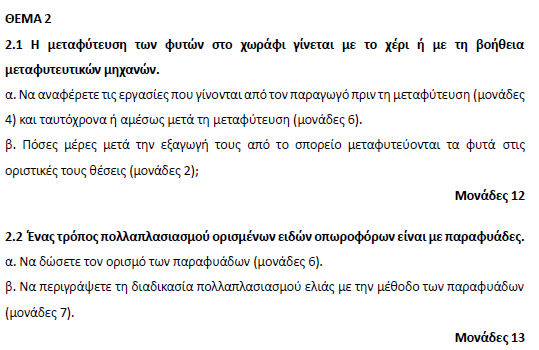 ΘΕΜΑ 2
2.1 Η μεταφύτευση των φυτών στο χωράφι γίνεται με το χέρι ή με τη βοήθεια
μεταφυτευτικών μηχανών.
α. Να αναφέρετε τις εργασίες που γίνονται από τον παραγωγό πριν τη μεταφύτευση (μονάδες
4) και ταυτόχρονα ή αμέσως μετά τη μεταφύτευση (μονάδες 6).
β. Πόσες μέρες μετά την εξαγωγή τους από το σπορείο μεταφυτεύονται τα φυτά στις
οριστικές τους θέσεις (μονάδες 2);
Μονάδες 12
2.2 Ένας τρόπος πολλαπλασιασμού ορισμένων ειδών οπωροφόρων είναι με παραφυάδες.
α. Να δώσετε τον ορισμό των παραφυάδων (μονάδες 6).
β. Να περιγράψετε τη διαδικασία πολλαπλασιασμού ελιάς με την μέθοδο των παραφυάδων
(μονάδες 7).
Μονάδες 13